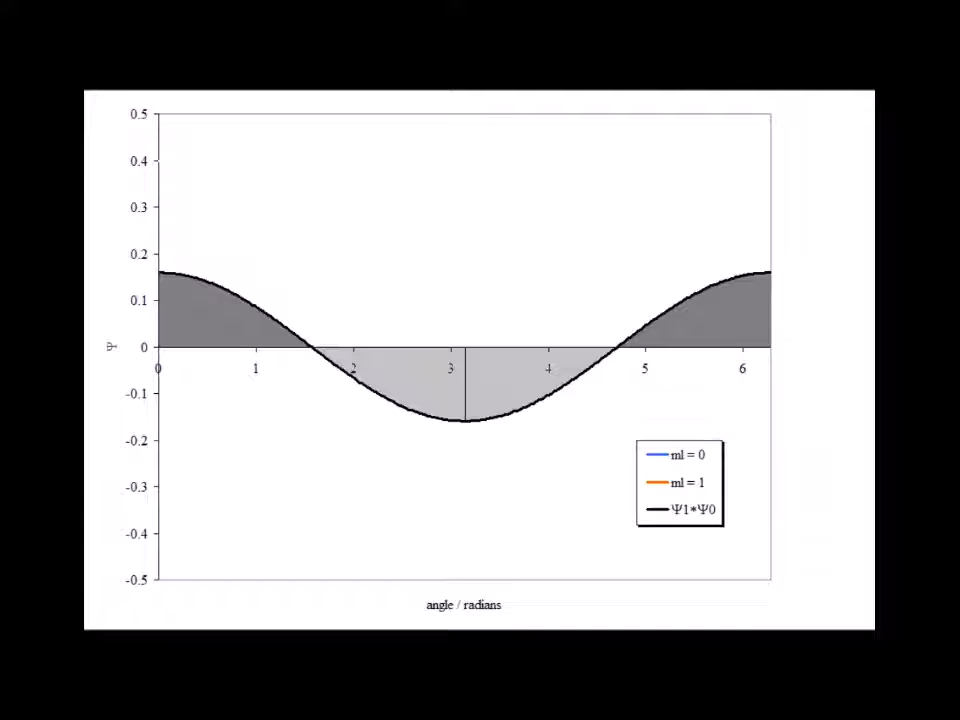 0.5
0.4
0.3
0.2
0.1
0
-0.1
-0.2
-0.3
-0.4
-0.5
Ψ
0 1 2 3 4 5 6
ml = 0
ml = 1
Ψ1*Ψ0
angle / radians